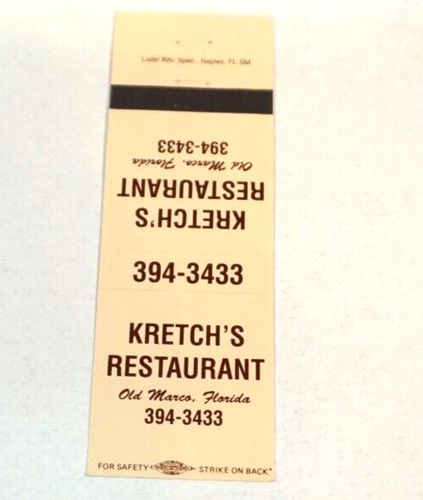 Lister Adv. Spec., Naples, FL SM
394-3433
Old Marco, Florida
RESTAURANT
KRETCH'S
394-3433
KRETCH'S
RESTAURANT
Old Marco, Florida
394-3433
FOR SAFETY STRIKE ON BACK